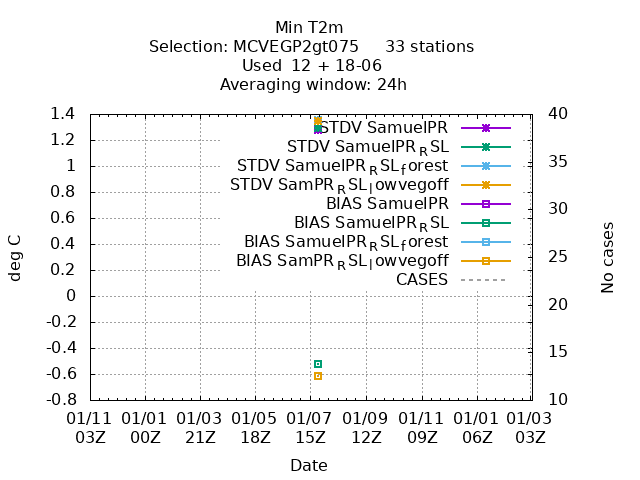 Min T2m
Selection: MCVEGP2gt075 33 stations
Used 12 + 18-06
Averaging window: 24h
1.4
1.2
1
0.8
0.6
0.4
0.2
0
-0.2
-0.4
-0.6
-0.8
deg C
STDV SamuelPR
STDV SamuelPR_RSL
STDV SamuelPR_RSL_forest
STDV SamPR_RSL_lowvegoff
BIAS SamuelPR
BIAS SamuelPR_RSL
BIAS SamuelPR_RSL_forest
BIAS SamPR_RSL_lowvegoff
CASES
40
35
30
25
20
15
10
No cases
01/11 01/01 01/03 01/05 01/07 01/09 01/11 01/01 01/03
03Z 00Z 21Z 18Z 15Z 12Z 09Z 06Z 03Z
Date